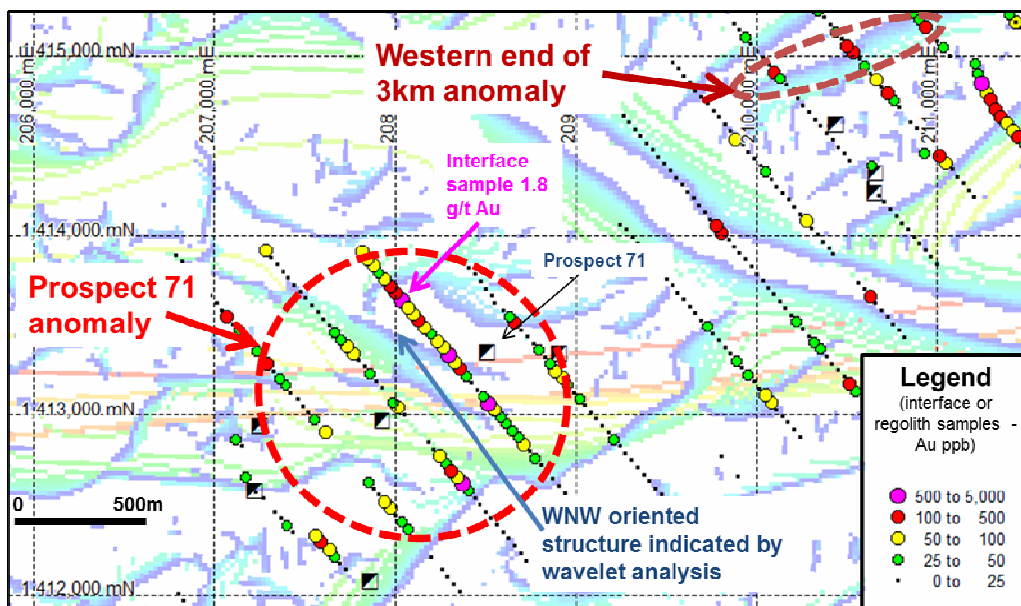 1 415,000 mN
206,000 mE
207,000 mE
208
209
210,000 mE
211,000 mE
Western end of
3km anomaly
Interface
sample 1.8
g/t Au
1 414,000 mN
Prospect 71
Prospect 71
anomaly
1 413,000 mN
0 500m
WNW oriented
structure indicated by
wavelet analysis
1 412,000 mN
Legend
(interface or
regolith samples -
Au ppb)
500 to 5,000
100 to 500
50 to 100
25 to 50
0 to 25